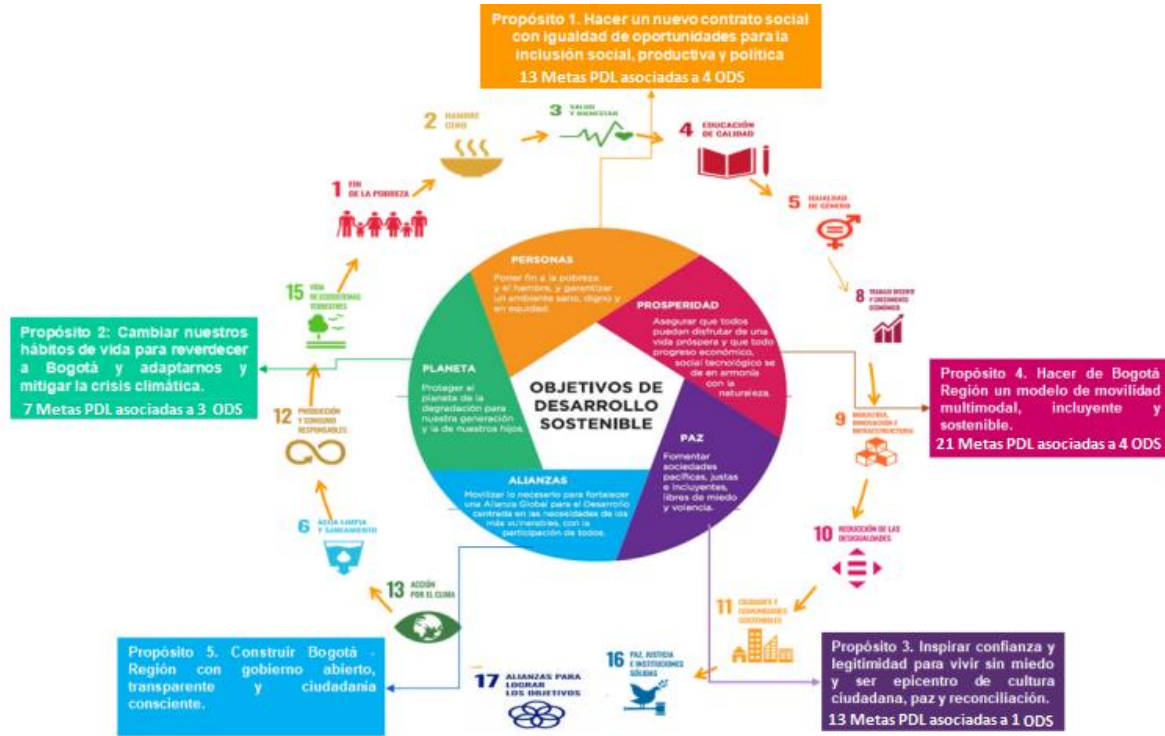 Propósito 1. Hacer un nuevo contrato social
con igualdad de oportunidades para la
inclusión social, productiva y política
13 Metas PDL asociadas a 4 ODS
3 SALUD
Y BIENESTAR
2 HAMBRE
CERO
4 EDUCACIÓN
DE CALIDAD
1 FIN
DE LA POBREZA
5 IGUALDAD
DE GÉNERO
15 VIDA
DE ECOSISTEMAS
TERRESTRES
8 TRABAJO DECENTE
Y CRECIMIENTO
ECONÓMICO
PERSONAS
Poner fin a la pobreza
y el hambre, y garantizar
un ambiente sano, digno y
en equidad.
PROSPERIDAD
Asegurar que todos
puedan disfrutar de una
vida próspera y que todo
progreso económico,
social tecnológico se
de en armonía
con la
naturaleza.
Propósito 2: Cambiar nuestros
hábitos de vida para reverdecer
a Bogotá y adaptarnos y
mitigar la crisis climática.
7 Metas PDL asociadas a 3 ODS
PLANETA
Proteger el
planeta de la
degradación para
nuestra generación
y la de nuestros hijos.
OBJETIVOS DE
DESARROLLO
SOSTENIBLE
Propósito 4. Hacer de Bogotá
Región un modelo de movilidad
multimodal, incluyente y
sostenible.
21 Metas PDL asociadas a 4 ODS
12 PRODUCCIÓN
Y CONSUMO
RESPONSABLES
9 INDUSTRIA,
INNOVACIÓN E
INFRAESTRUCTURA
PAZ
Fomentar
sociedades
pacíficas, justas
e incluyentes,
libres de miedo
y volencia.
ALIANZAS
Movilizar lo necesario para fortalecer
una Alianza Global para el Desarrollo
centrada en las necesidades de los
más vulnerables, con la
participación de todos.
6 AGUA LIMPIA
Y SANEAMIENTO
10 REDUCCIÓN DE LAS
DESIGUALDADES
13 ACCIÓN
POR EL CLIMA
11 CIUDADES Y
COMUNIDADES
SOSTENIBLES
Propósito 5. Construir Bogotá -
Región con gobierno abierto,
transparente y ciudadanía
consciente.
17 ALIANZAS PARA
LOGRAR
LOS OBJETIVOS
16 PAZ, JUSTICIA
E INSTITUCIONES
SÓLIDAS
Propósito 3. Inspirar confianza y
legitimidad para vivir sin miedo
y ser epicentro de cultura
ciudadana, paz y reconciliación.
13 Metas PDL asociadas a 1 ODS